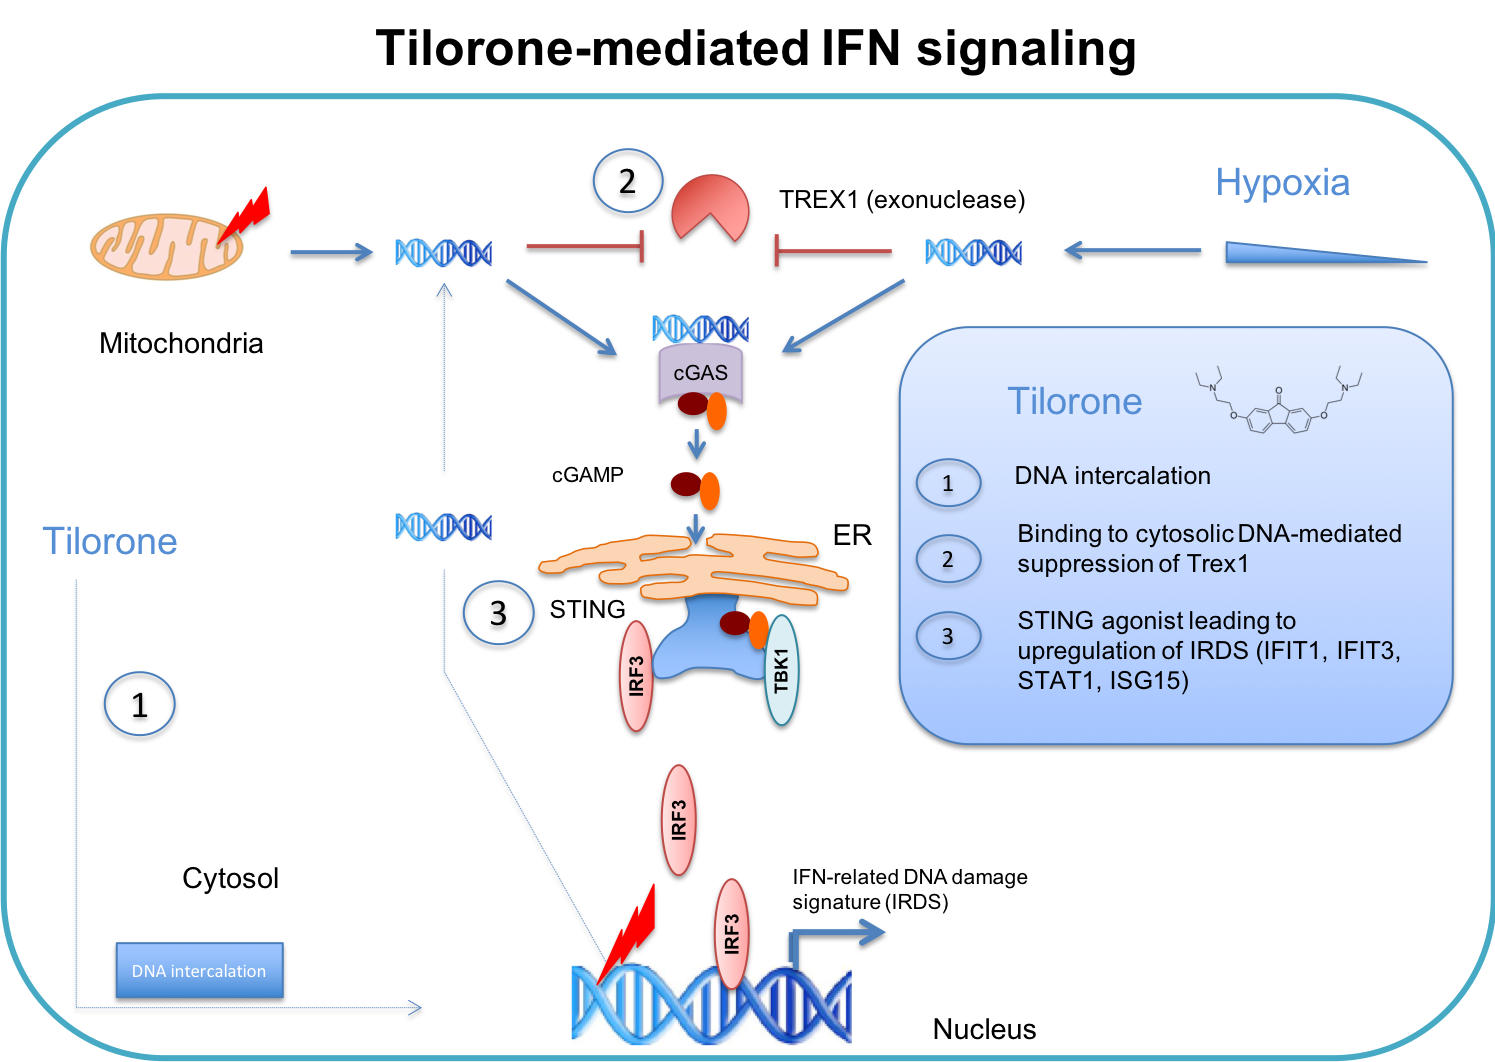 Tilorone-mediated IFN signaling
2
TREX1 (exonuclease)
Hypoxia
Mitochondria
cGAS
cGAMP
ER
Tilorone
3
STING
IRF3
TBK1
1
IRF3
Cytosol
IFN-related DNA damage
signature (IRDS)
IRF3
DNA intercalation
Nucleus
Tilorone
N
N
O
O
O
1
DNA intercalation
2
Binding to cytosolic DNA-mediated
suppression of Trex1
3
STING agonist leading to
upregulation of IRDS (IFIT1, IFIT3,
STAT1, ISG15)